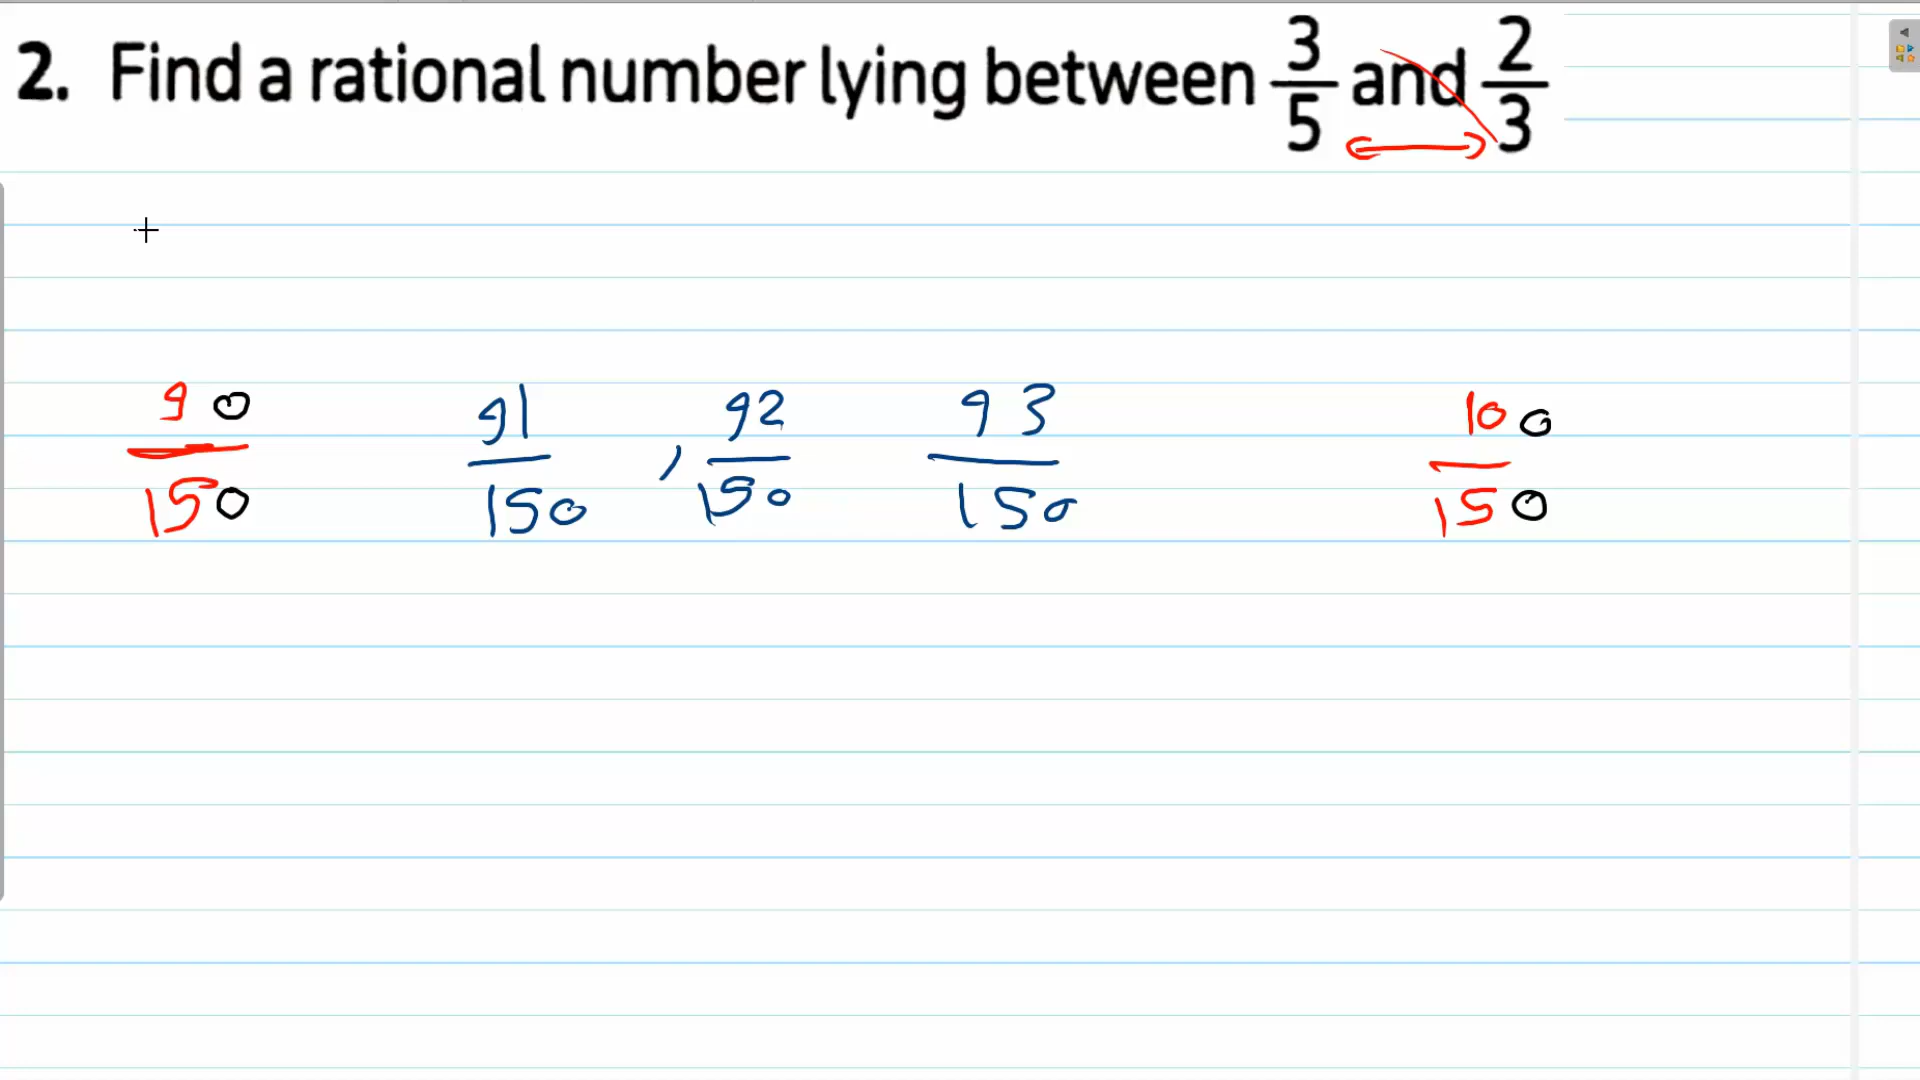 2. Find a rational number lying between 3/5 and 2/3
90/150 91/150 , 92/150 93/150 100/150